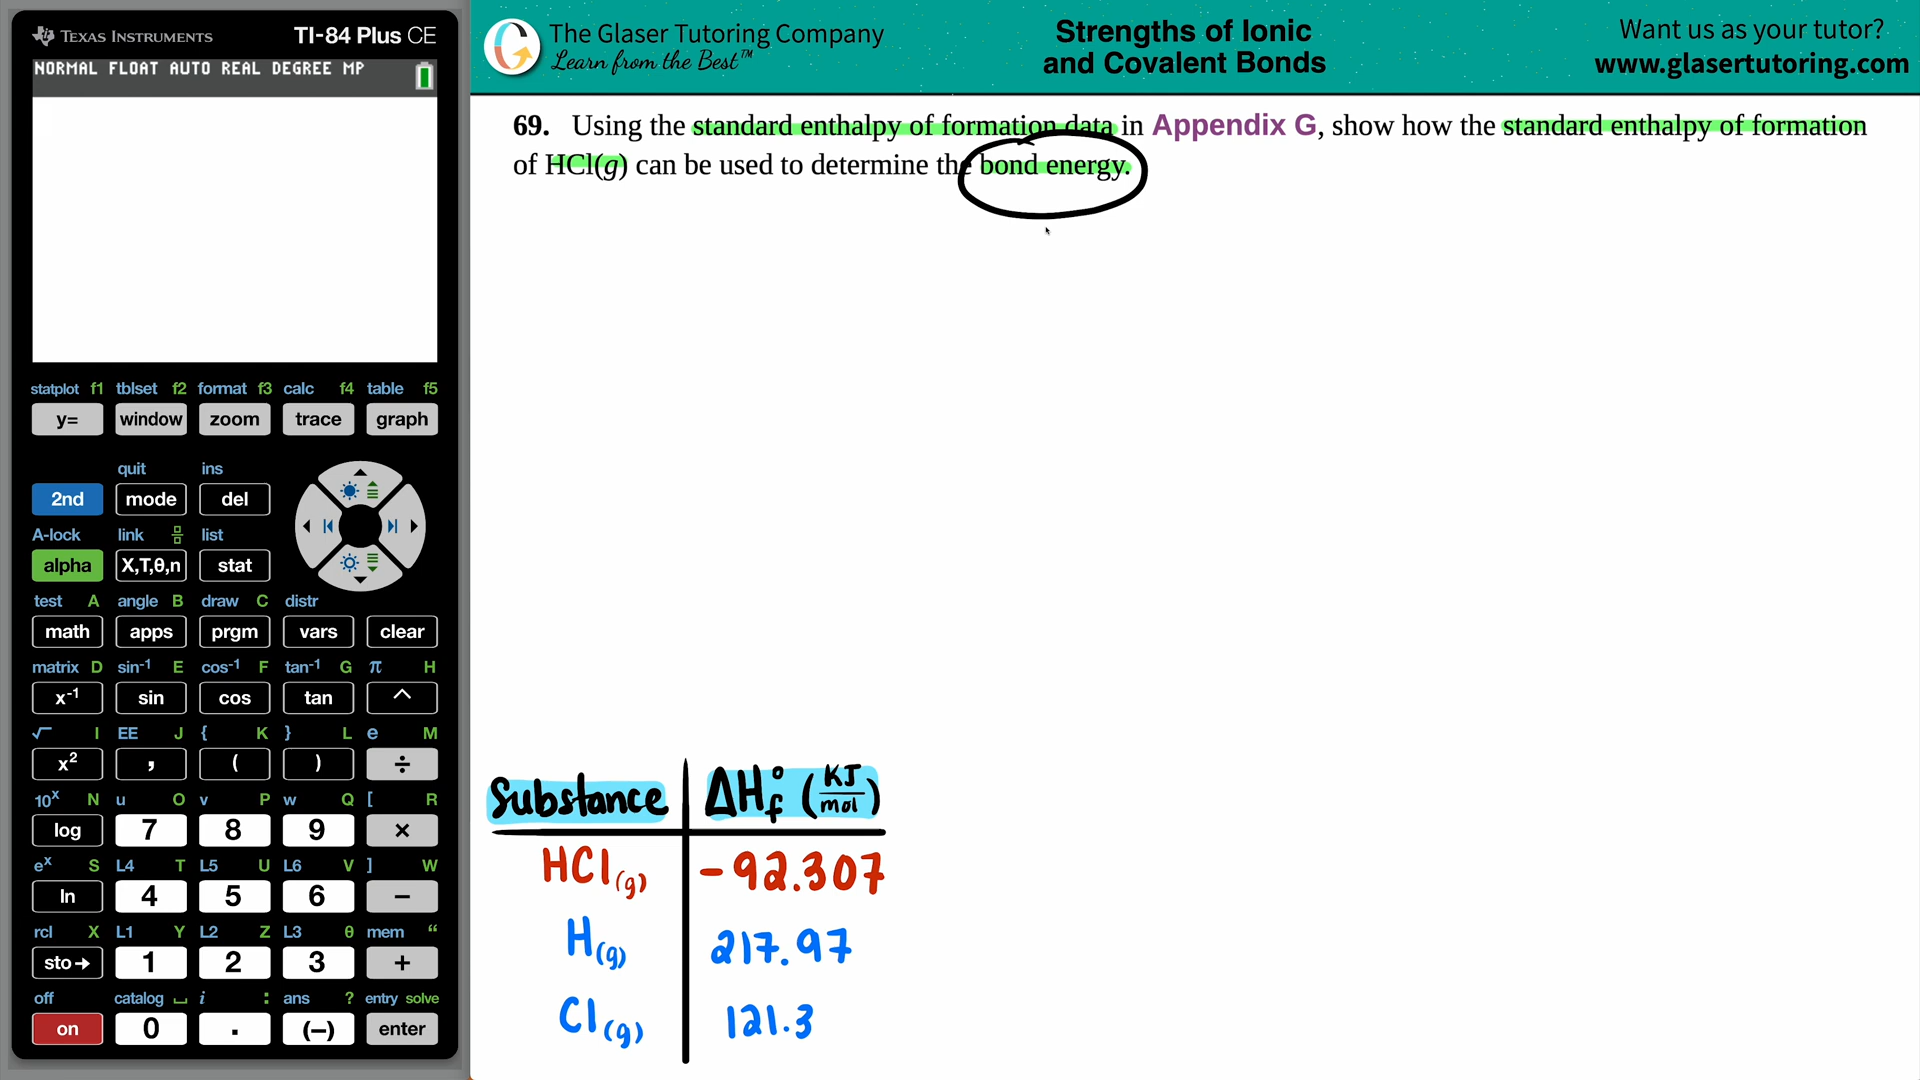 TEXAS INSTRUMENTS TI-84 Plus CE
NORMAL FLOAT AUTO REAL DEGREE MP
statplot f1 tblset f2 format f3 calc f4 table f5
y= window zoom trace graph
quit ins
2nd mode del
A-lock link list
alpha X,T,θ,n stat
test A angle B draw C distr
math apps prgm vars clear
matrix D sin-1 E cos-1 F tan-1 G π H
x-1 sin cos tan ^
√ I EE J { K } L e M
x2 , ( ) ÷
10x N u O v P w Q [ R
log 7 8 9 ×
ex S L4 T L5 U L6 V ] W
ln 4 5 6 −
rcl X L1 Y L2 Z L3 θ mem “
sto→ 1 2 3 +
off catalog ⎵ i : ans ? entry solve
on 0 . (−) enter
The Glaser Tutoring Company
Learn from the Best™
Strengths of Ionic
and Covalent Bonds
Want us as your tutor?
www.glasertutoring.com
69. Using the standard enthalpy of formation data in Appendix G, show how the standard enthalpy of formation
of HCl(g) can be used to determine the bond energy.
Substance ΔH°f (KJ/mol)
HCl(g) -92.307
H(g) 217.97
Cl(g) 121.3